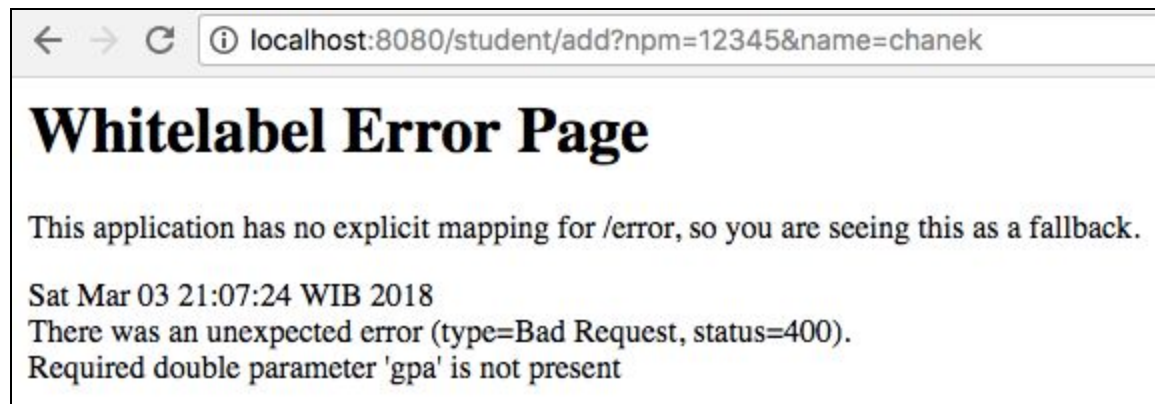 localhost:8080/student/add?npm=12345&name=chanek
Whitelabel Error Page
This application has no explicit mapping for /error, so you are seeing this as a fallback.
Sat Mar 03 21:07:24 WIB 2018
There was an unexpected error (type=Bad Request, status=400).
Required double parameter 'gpa' is not present